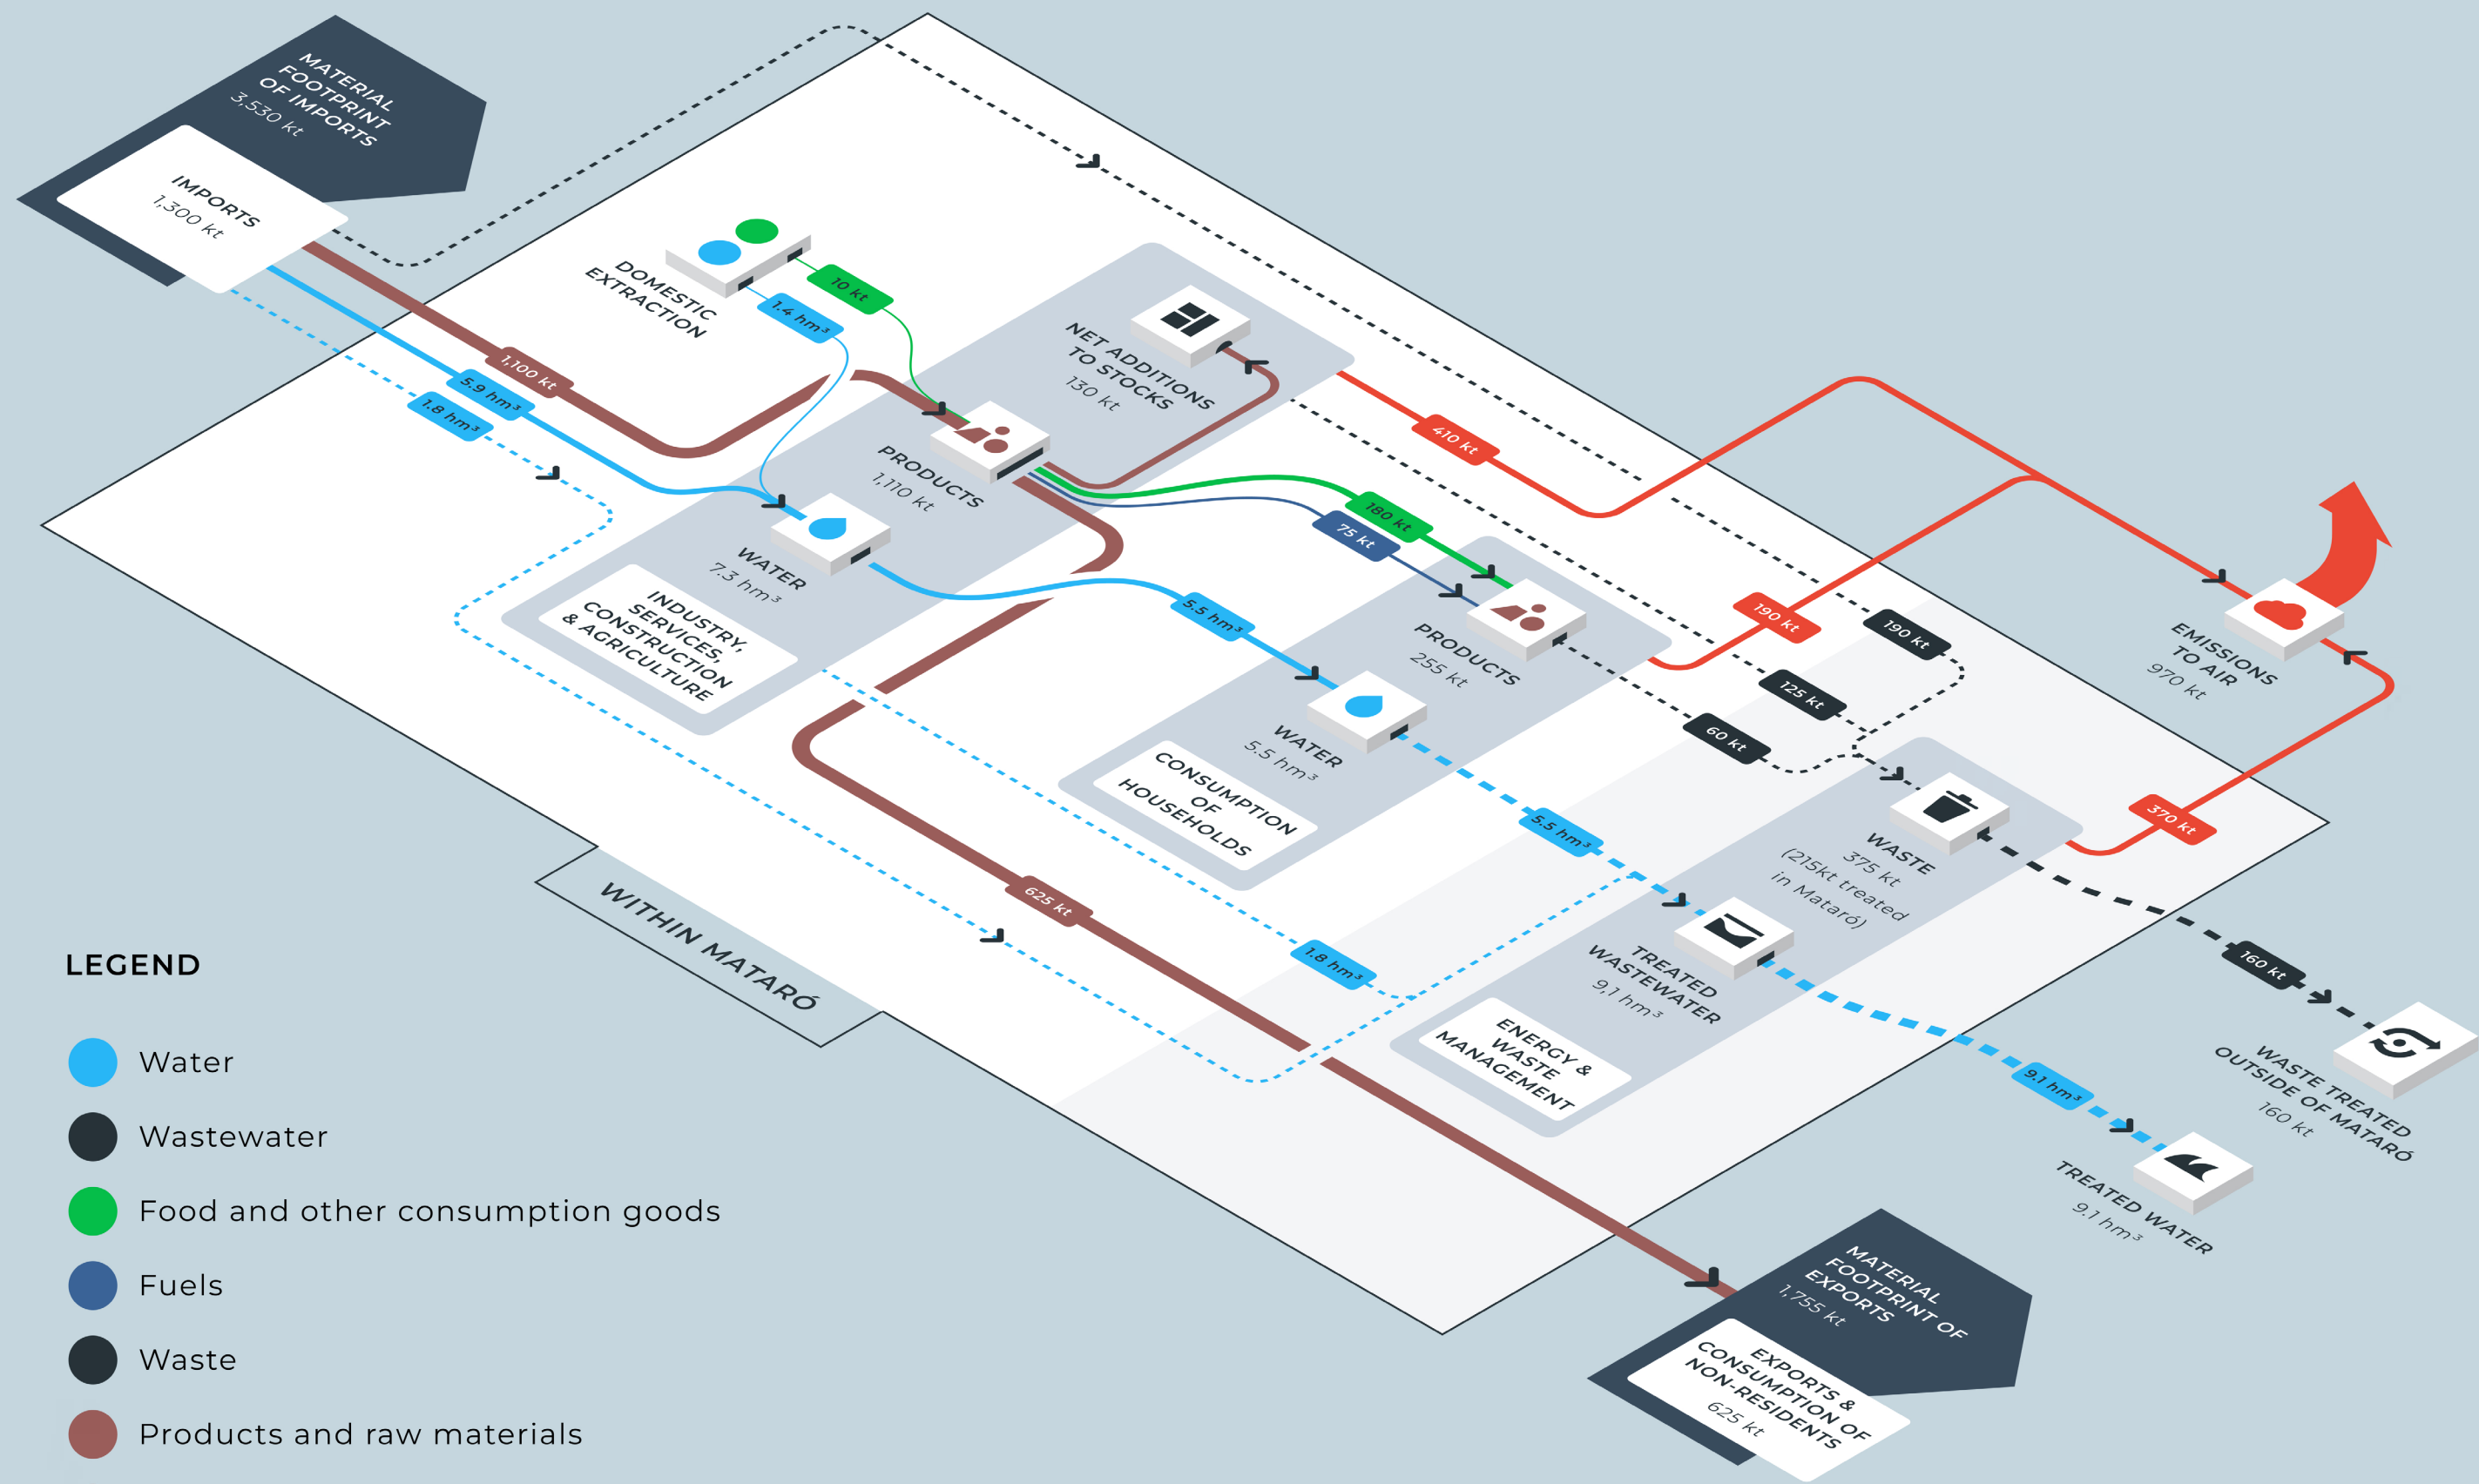 MATERIAL
FOOTPRINT
OF IMPORTS
3,530 kt
IMPORTS
1,300 kt
DOMESTIC
EXTRACTION
10 kt
1.4 hm³
1,100 kt
5.9 hm³
1.8 hm³
NET ADDITIONS
TO STOCKS
130 kt
PRODUCTS
1,110 kt
WATER
7.3 hm³
INDUSTRY,
SERVICES,
CONSTRUCTION
& AGRICULTURE
410 kt
180 kt
75 kt
5.5 hm³
PRODUCTS
255 kt
WATER
5.5 hm³
CONSUMPTION
OF
HOUSEHOLDS
190 kt
190 kt
125 kt
60 kt
EMISSIONS
TO AIR
970 kt
370 kt
5.5 hm³
1.8 hm³
625 kt
WASTE
375 kt
(215kt treated
in Mataró)
TREATED
WASTEWATER
9,1 hm³
ENERGY &
WASTE
MANAGEMENT
160 kt
9.1 hm³
WASTE TREATED
OUTSIDE OF MATARÓ
160 kt
TREATED WATER
9.1 hm³
MATERIAL
FOOTPRINT OF
EXPORTS
1,755 kt
EXPORTS &
CONSUMPTION OF
NON-RESIDENTS
625 kt
WITHIN MATARÓ
LEGEND
Water
Wastewater
Food and other consumption goods
Fuels
Waste
Products and raw materials